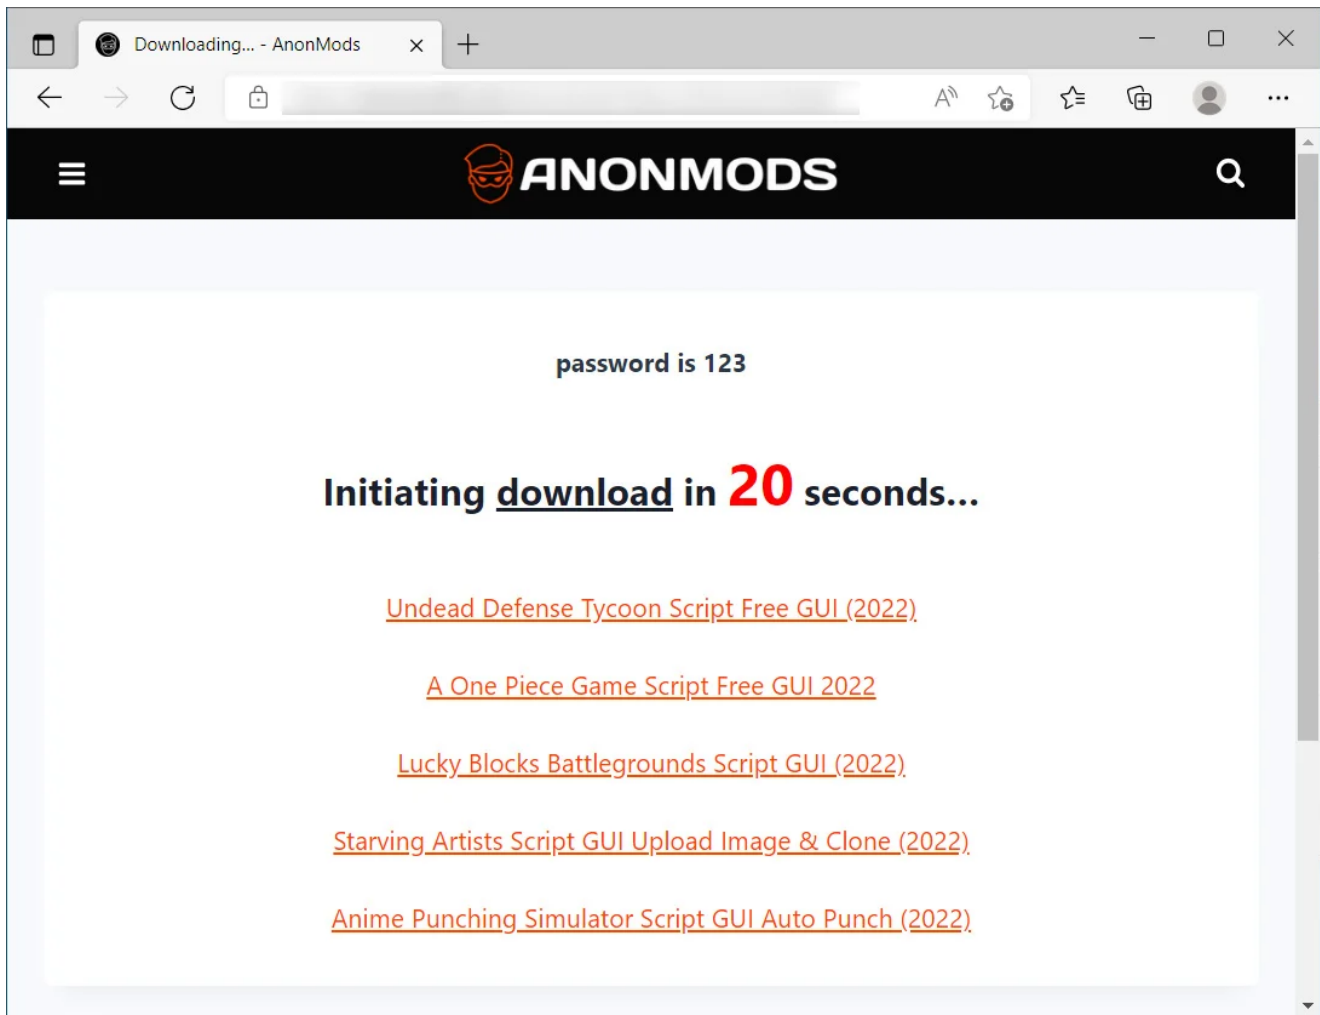 Downloading... - AnonMods
ANONMODS
password is 123
Initiating download in 20 seconds...
Undead Defense Tycoon Script Free GUI (2022)
A One Piece Game Script Free GUI 2022
Lucky Blocks Battlegrounds Script GUI (2022)
Starving Artists Script GUI Upload Image & Clone (2022)
Anime Punching Simulator Script GUI Auto Punch (2022)